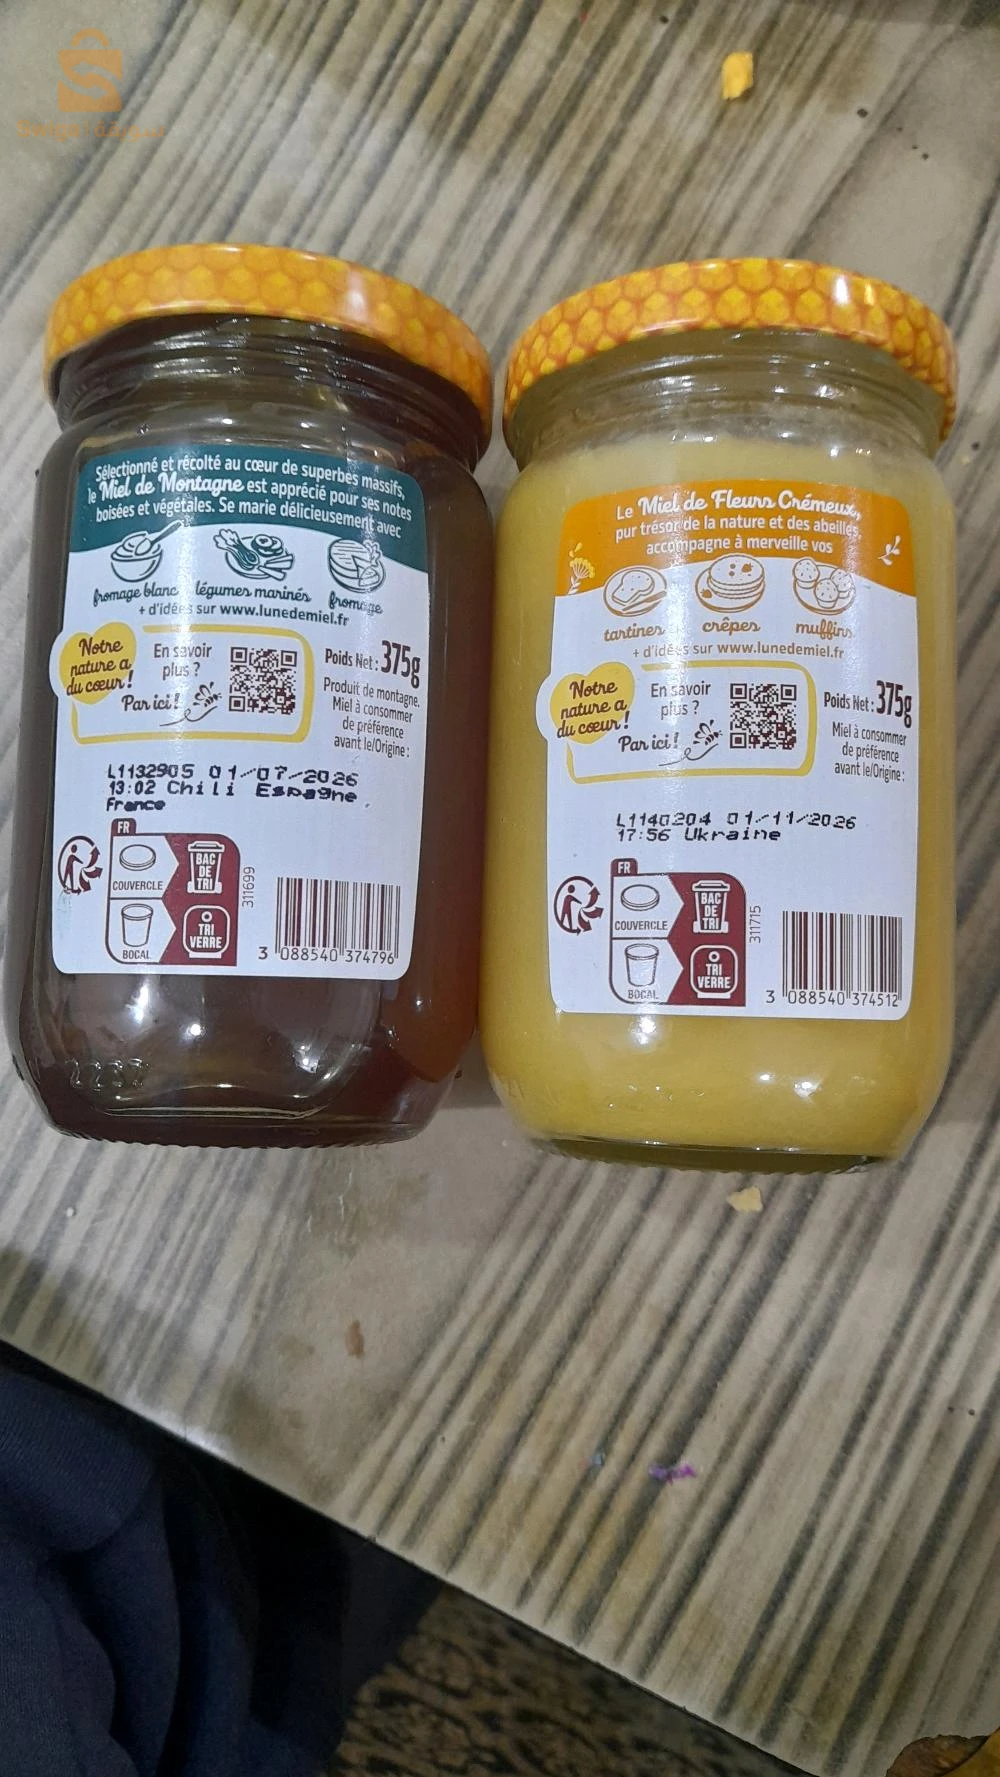 Sélectionné et récolté au cœur de superbes massifs,
le Miel de Montagne est apprécié pour ses notes
boisées et végétales. Se marie délicieusement avec
fromage blanc légumes marinés fromage
+ d'idées sur www.lunedemiel.fr
Notre
nature a
du cœur!
En savoir
plus ?
Par ici!
Poids Net : 375g
Produit de montagne.
Miel à consommer
de préférence
avant le/Origine :
L1132905 01-07-2026
13:02 Chili Espagne
France
FR
COUVERCLE
BAC
DE
TRI
BOCAL
TRI
VERRE
311699
3 088540 374796
2237
Le Miel de Fleurs Crémeux,
pur trésor de la nature et des abeilles,
accompagne à merveille vos
tartines crêpes muffins
+ d'idées sur www.lunedemiel.fr
Notre
nature a
du cœur!
En savoir
plus ?
Par ici!
Poids Net : 375g
Miel à consommer
de préférence
avant le/Origine :
L1140204 01-11-2026
17:56 Ukraine
FR
COUVERCLE
BAC
DE
TRI
BOCAL
TRI
VERRE
311715
3 088540 374512